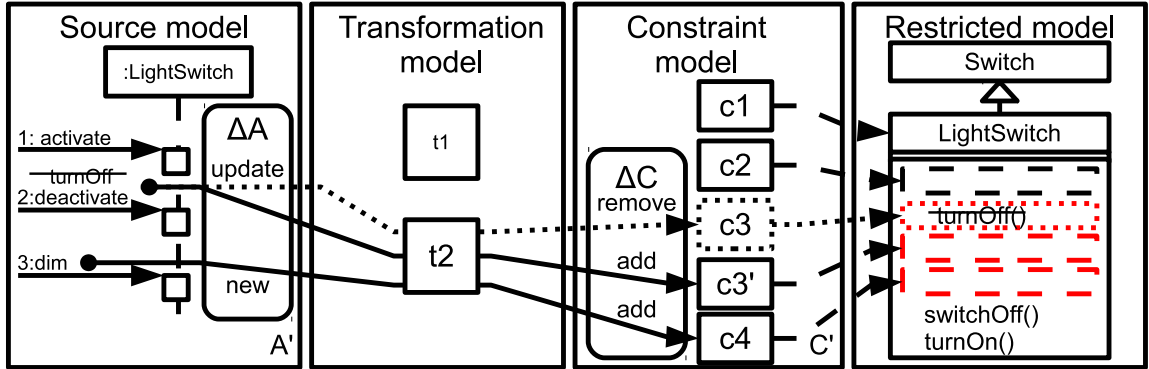 Source model
:LightSwitch
ΔA
1: activate
update
turnOff
2:deactivate
3:dim
new
A'
Transformation
model
t1
t2
Constraint
model
c1
c2
ΔC
remove
c3
add
c3'
add
c4
C'
Restricted model
Switch
LightSwitch
turnOff()
switchOff()
turnOn()